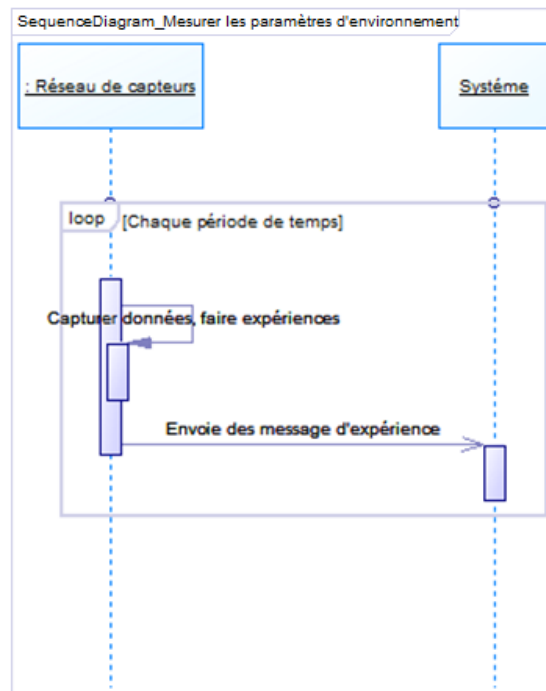 SequenceDiagram_Mesurer les paramètres d'environnement
: Réseau de capteurs
Systéme
loop
[Chaque période de temps]
Capturer données, faire expériences
Envoie des message d'expérience